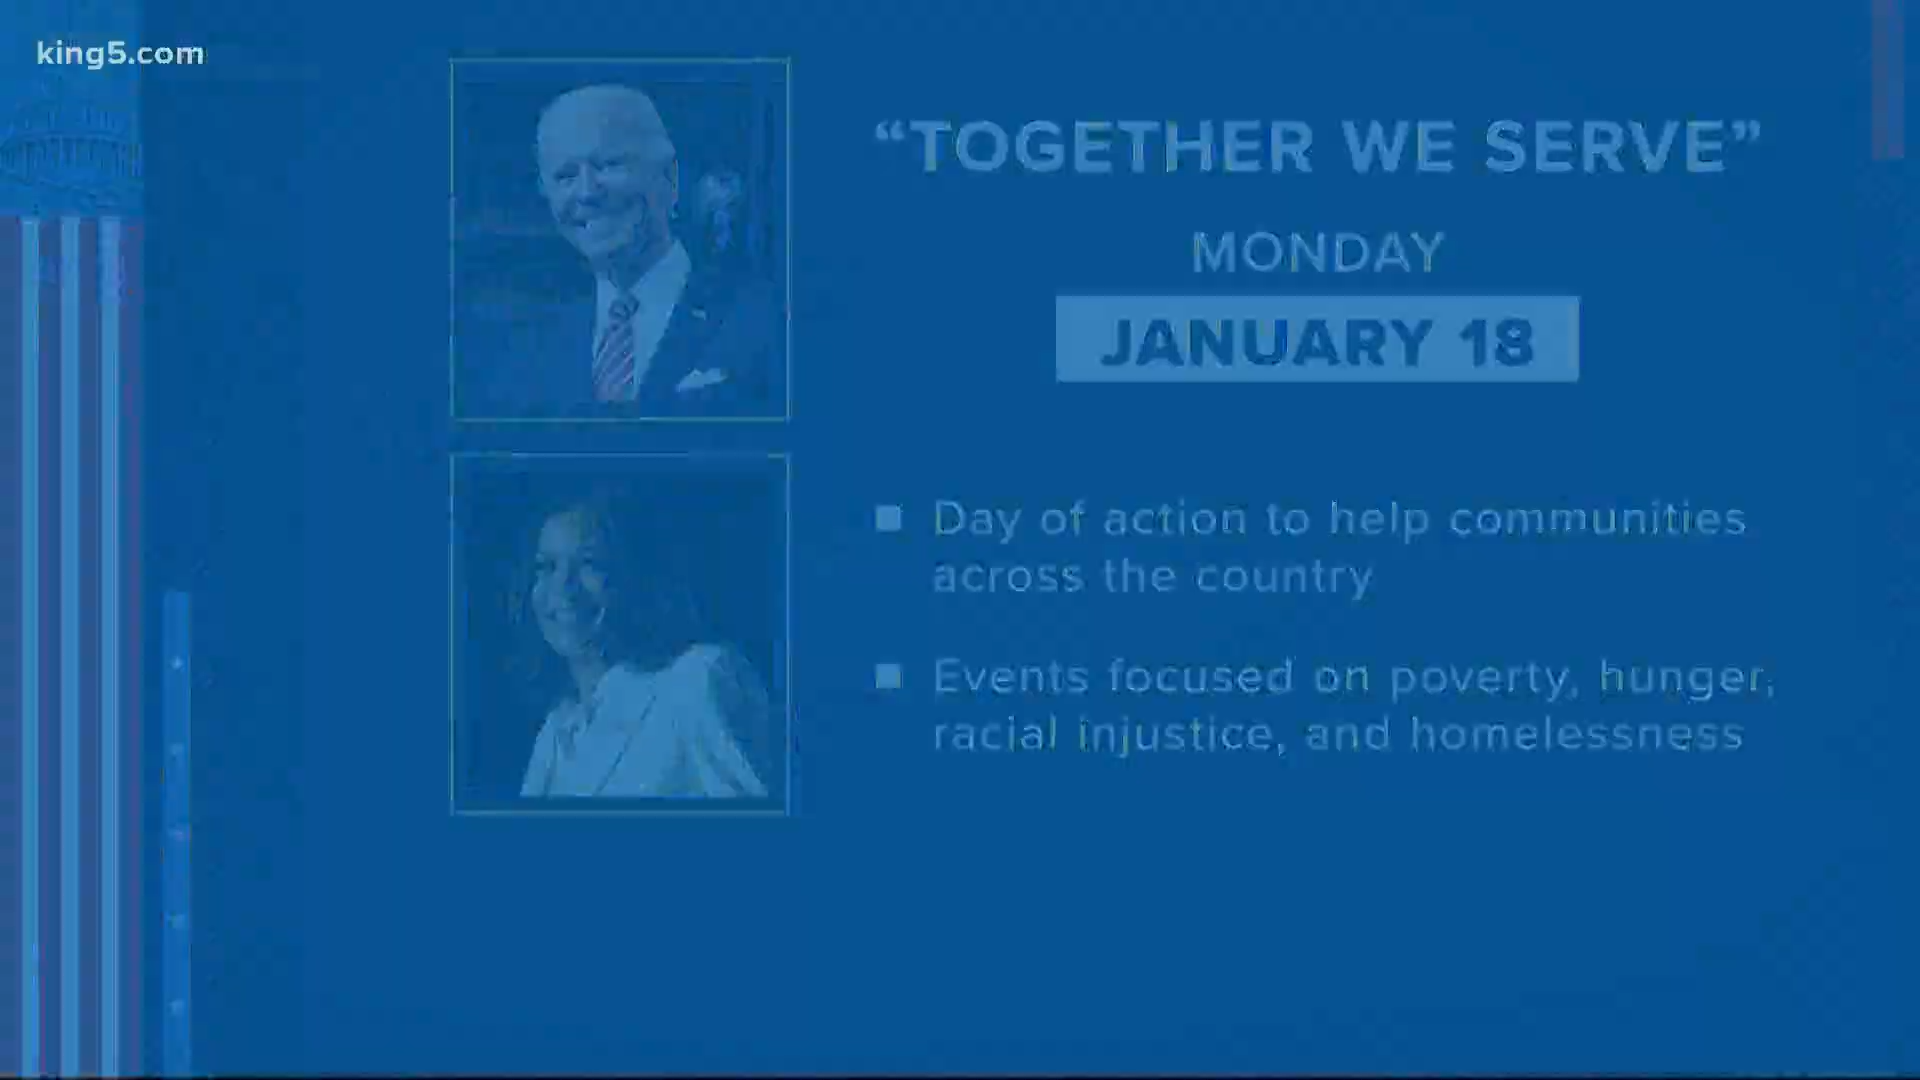 king5.com
“TOGETHER WE SERVE”
MONDAY
JANUARY 18
Day of action to help communities
across the country
Events focused on poverty, hunger,
racial injustice, and homelessness